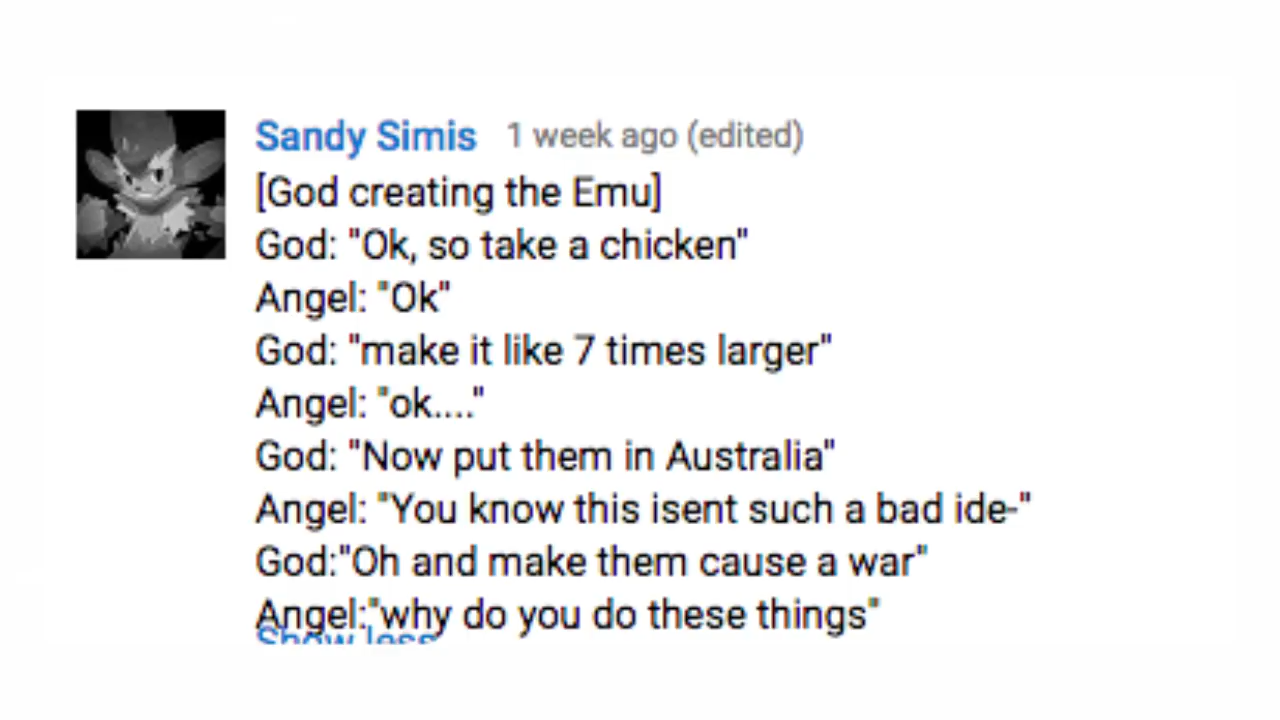 Sandy Simis 1 week ago (edited)
[God creating the Emu]
God: "Ok, so take a chicken"
Angel: "Ok"
God: "make it like 7 times larger"
Angel: "ok...."
God: "Now put them in Australia"
Angel: "You know this isent such a bad ide-"
God:"Oh and make them cause a war"
Angel:"why do you do these things"
Show less